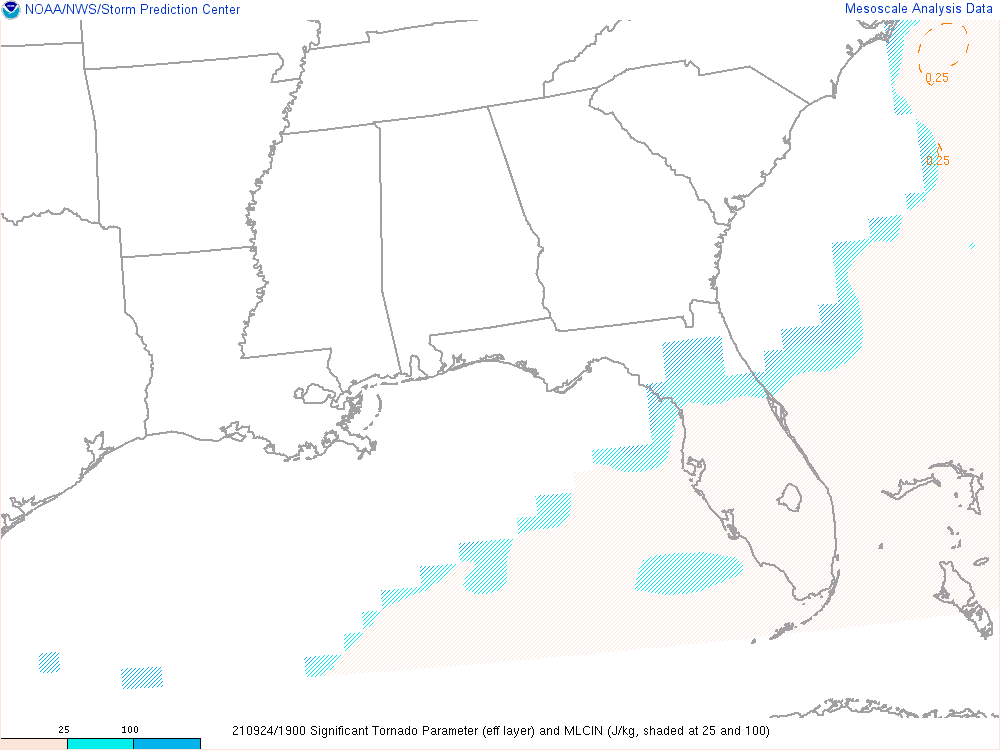 NOAA/NWS/Storm Prediction Center
Mesoscale Analysis Data
0.25
0.25
25 100
210924/1900 Significant Tornado Parameter (eff layer) and MLCIN (J/kg, shaded at 25 and 100)